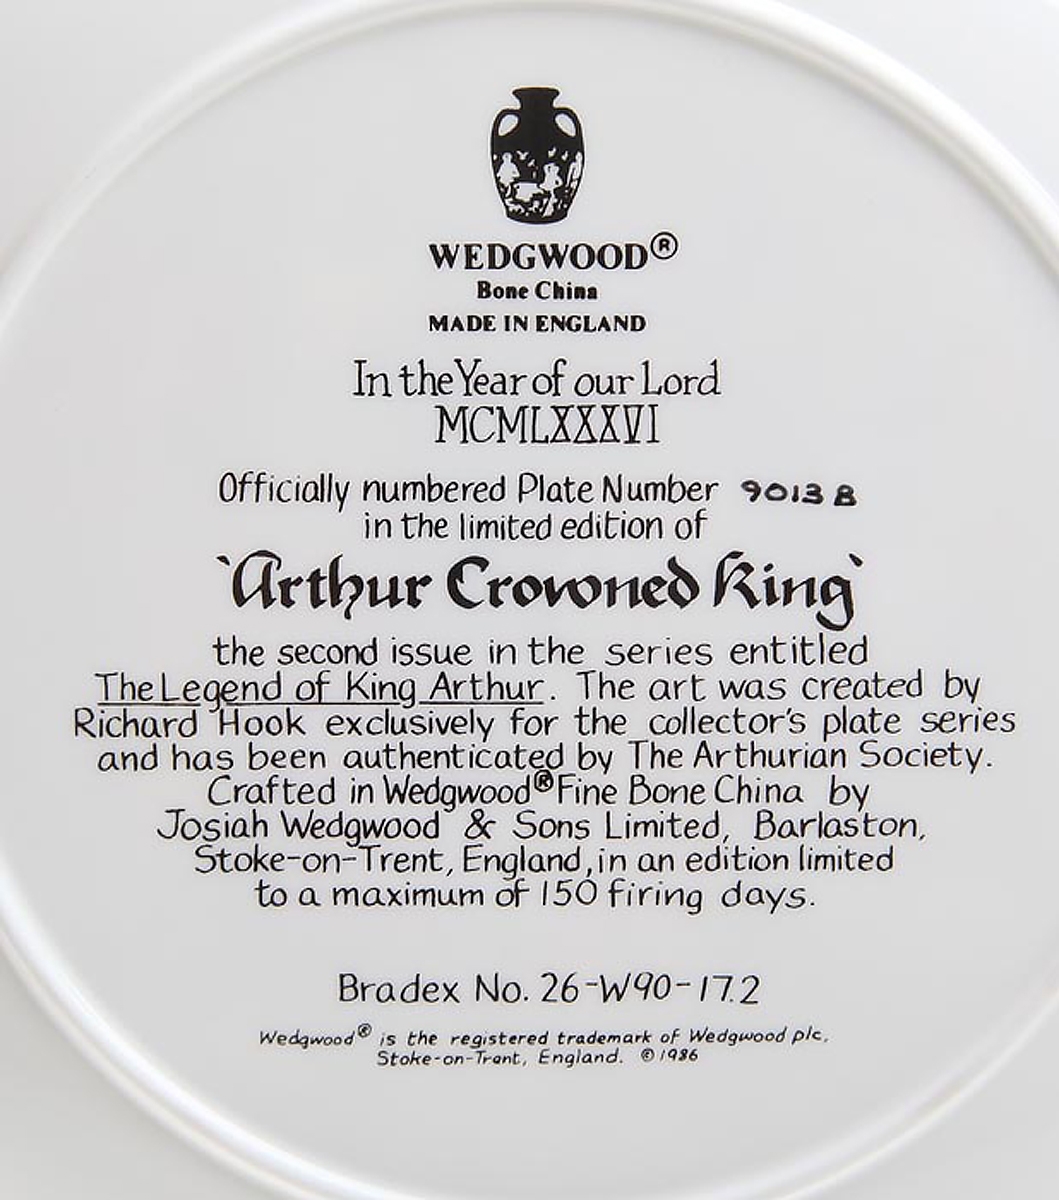 WEDGWOOD®
Bone China
MADE IN ENGLAND
In the Year of our Lord
MCMLXXXVI
Officially numbered Plate Number 9013 B
in the limited edition of
`Arthur Crowned King`
the second issue in the series entitled
The Legend of King Arthur. The art was created by
Richard Hook exclusively for the collector's plate series
and has been authenticated by The Arthurian Society.
Crafted in Wedgwood® Fine Bone China by
Josiah Wedgwood & Sons Limited, Barlaston,
Stoke-on-Trent, England, in an edition limited
to a maximum of 150 firing days.
Bradex No. 26-W90-17.2
Wedgwood® is the registered trademark of Wedgwood plc,
Stoke-on-Trent, England. © 1986